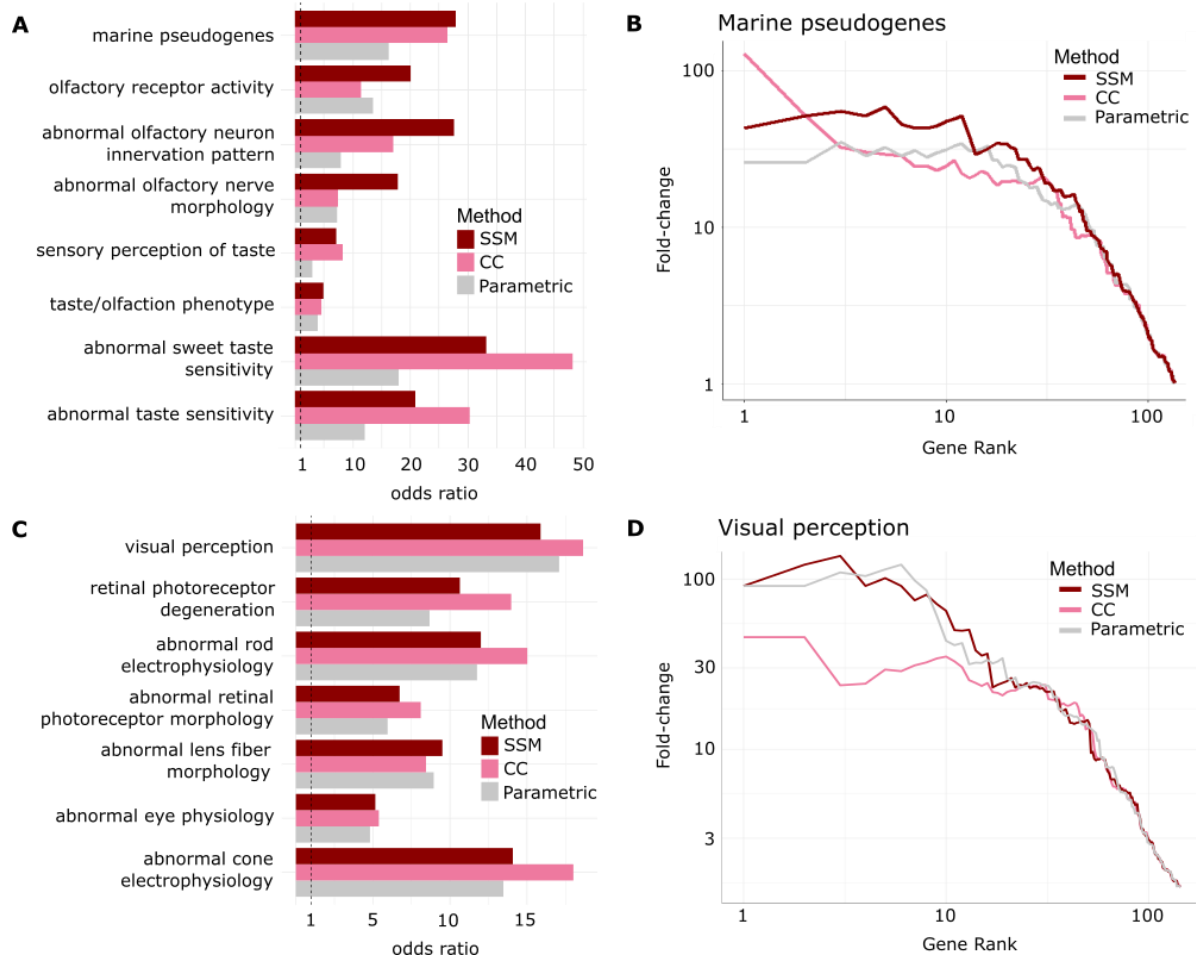 A
marine pseudogenes
olfactory receptor activity
abnormal olfactory neuron
innervation pattern
abnormal olfactory nerve
morphology
sensory perception of taste
taste/olfaction phenotype
abnormal sweet taste
sensitivity
abnormal taste sensitivity
Method
SSM
CC
Parametric
1 10 20 30 40 50
odds ratio
B
Marine pseudogenes
Method
SSM
CC
Parametric
Fold-change
100
10
1
1 10 100
Gene Rank
C
visual perception
retinal photoreceptor
degeneration
abnormal rod
electrophysiology
abnormal retinal
photoreceptor morphology
abnormal lens fiber
morphology
abnormal eye physiology
abnormal cone
electrophysiology
Method
SSM
CC
Parametric
1 5 10 15
odds ratio
D
Visual perception
Method
SSM
CC
Parametric
Fold-change
100
30
10
3
1 10 100
Gene Rank